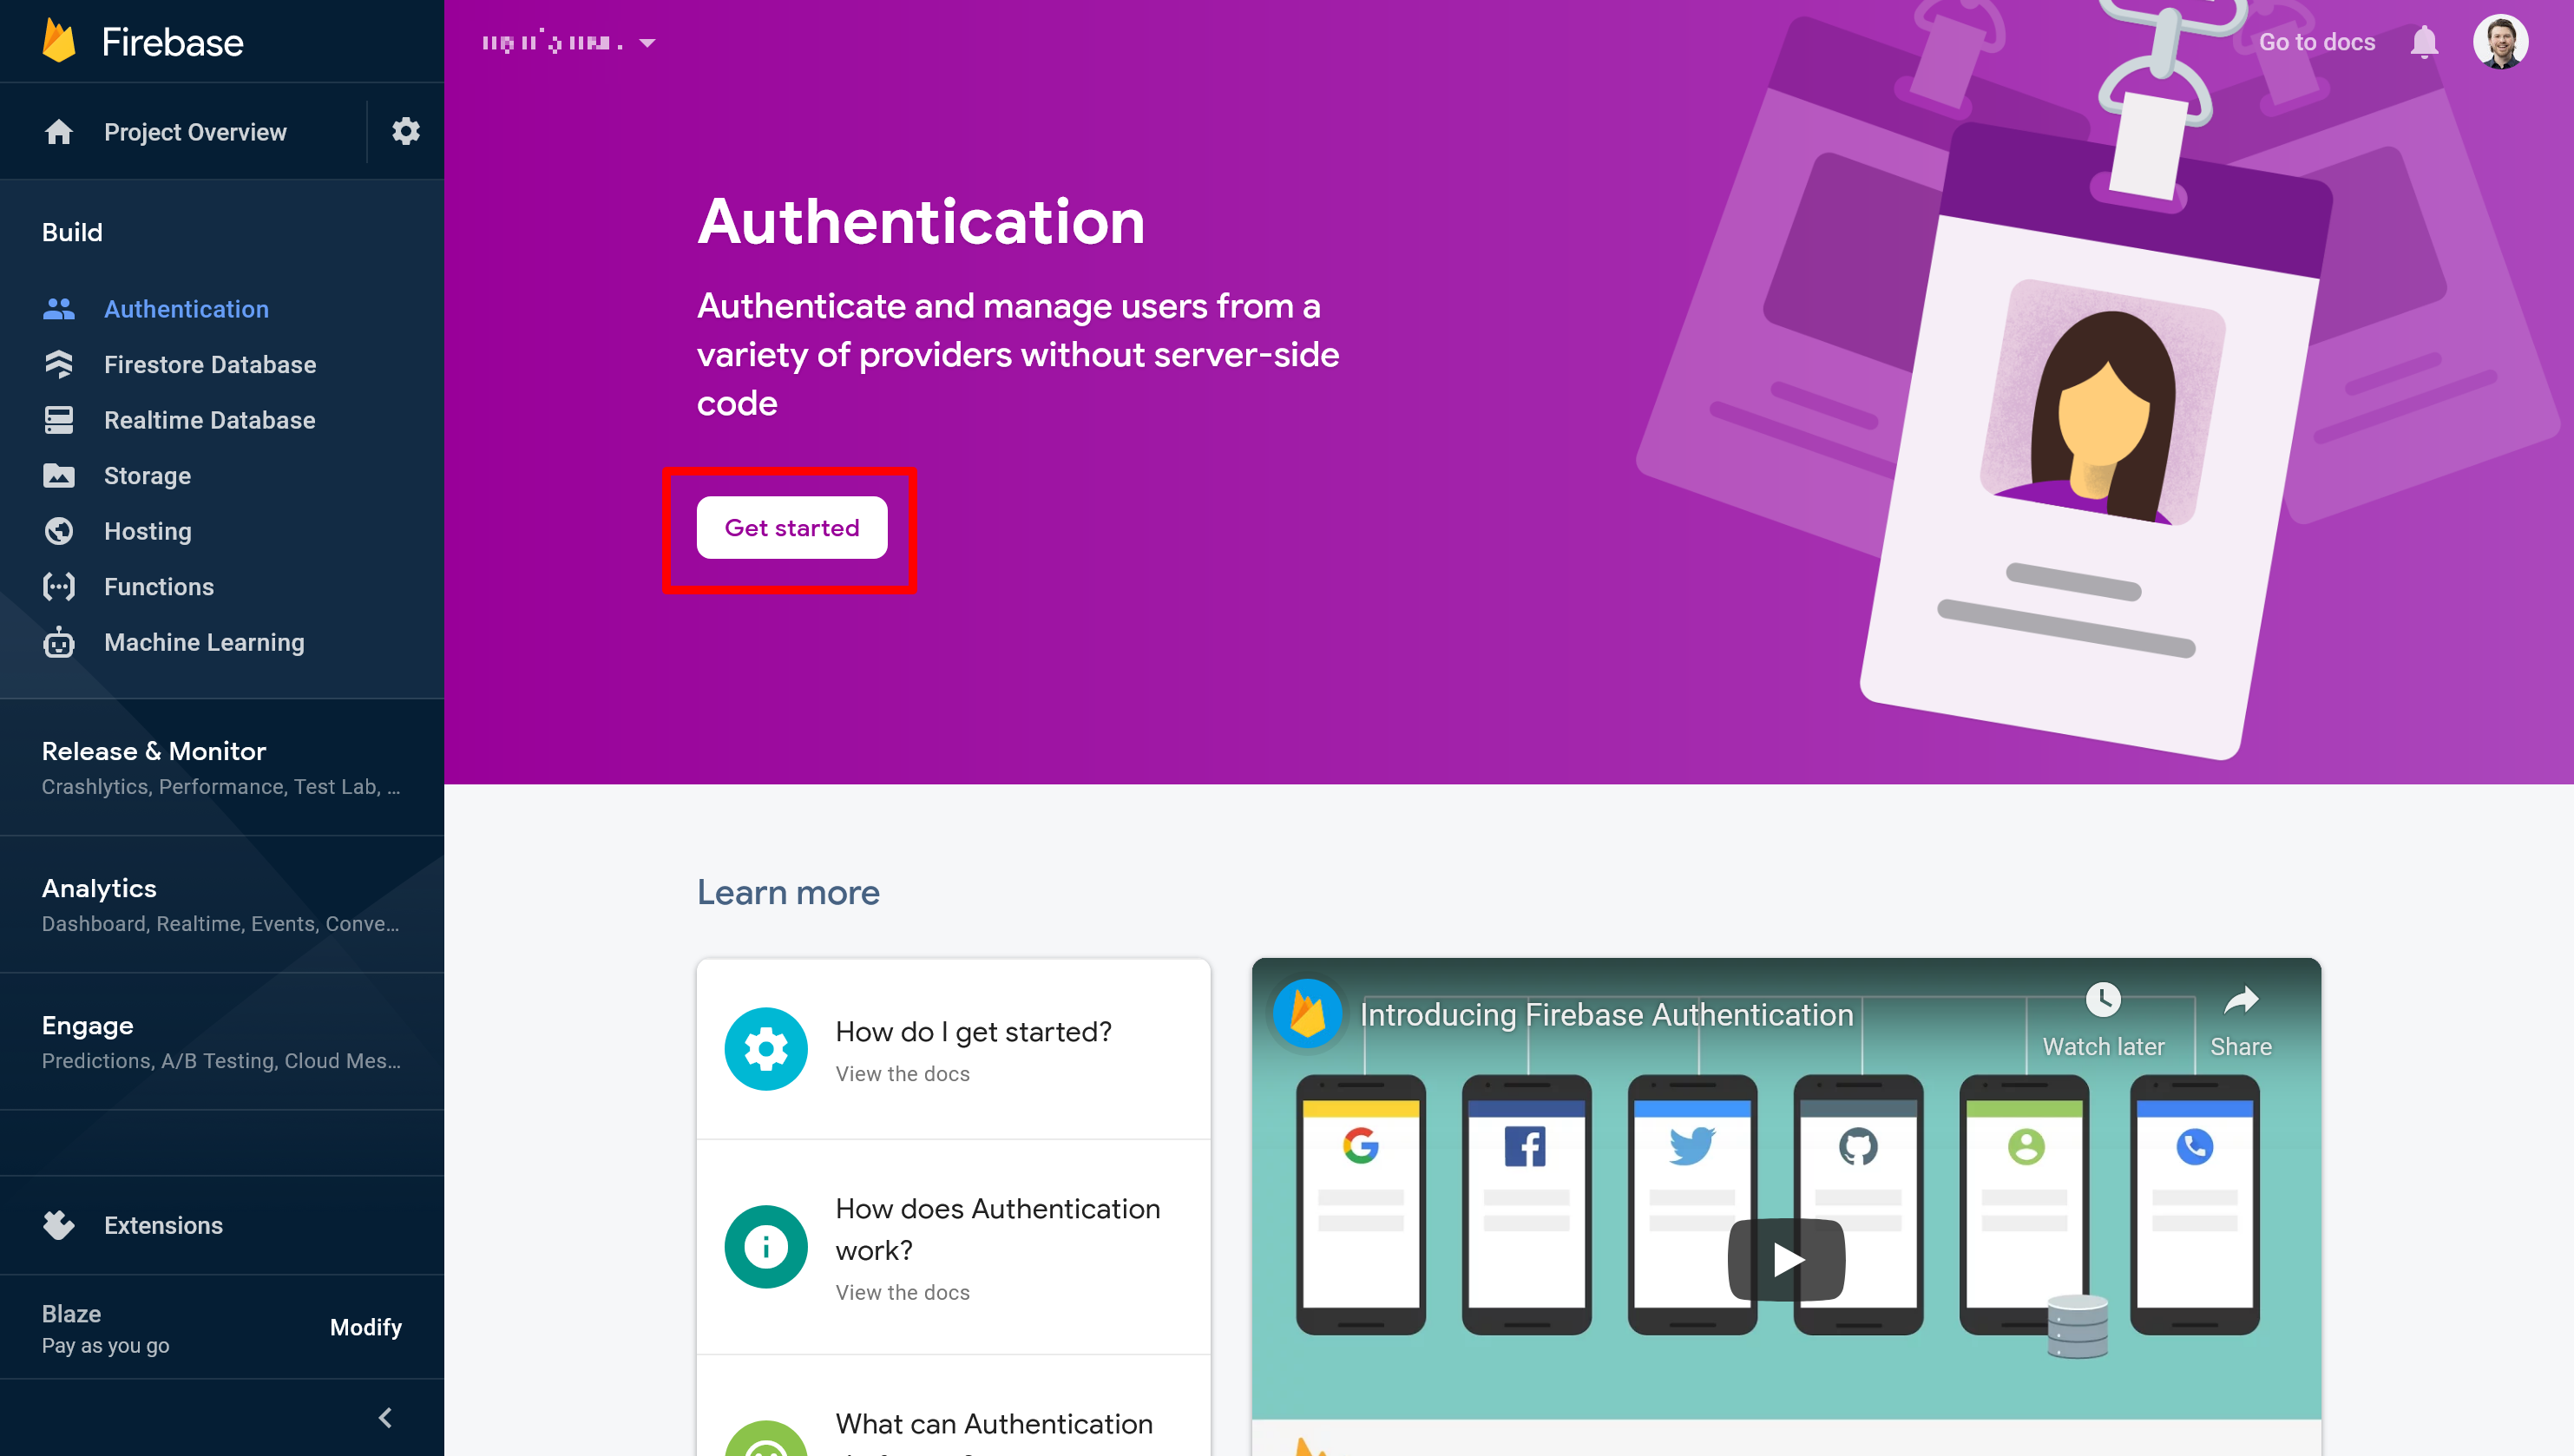 Firebase
Go to docs
Project Overview
Build
Authentication
Firestore Database
Realtime Database
Storage
Hosting
Functions
Machine Learning
Release & Monitor
Crashlytics, Performance, Test Lab, ...
Analytics
Dashboard, Realtime, Events, Conve...
Engage
Predictions, A/B Testing, Cloud Mes...
Extensions
Blaze
Pay as you go
Modify
Authentication
Authenticate and manage users from a
variety of providers without server-side
code
Get started
Learn more
How do I get started?
View the docs
How does Authentication
work?
View the docs
What can Authentication
Introducing Firebase Authentication
Watch later
Share